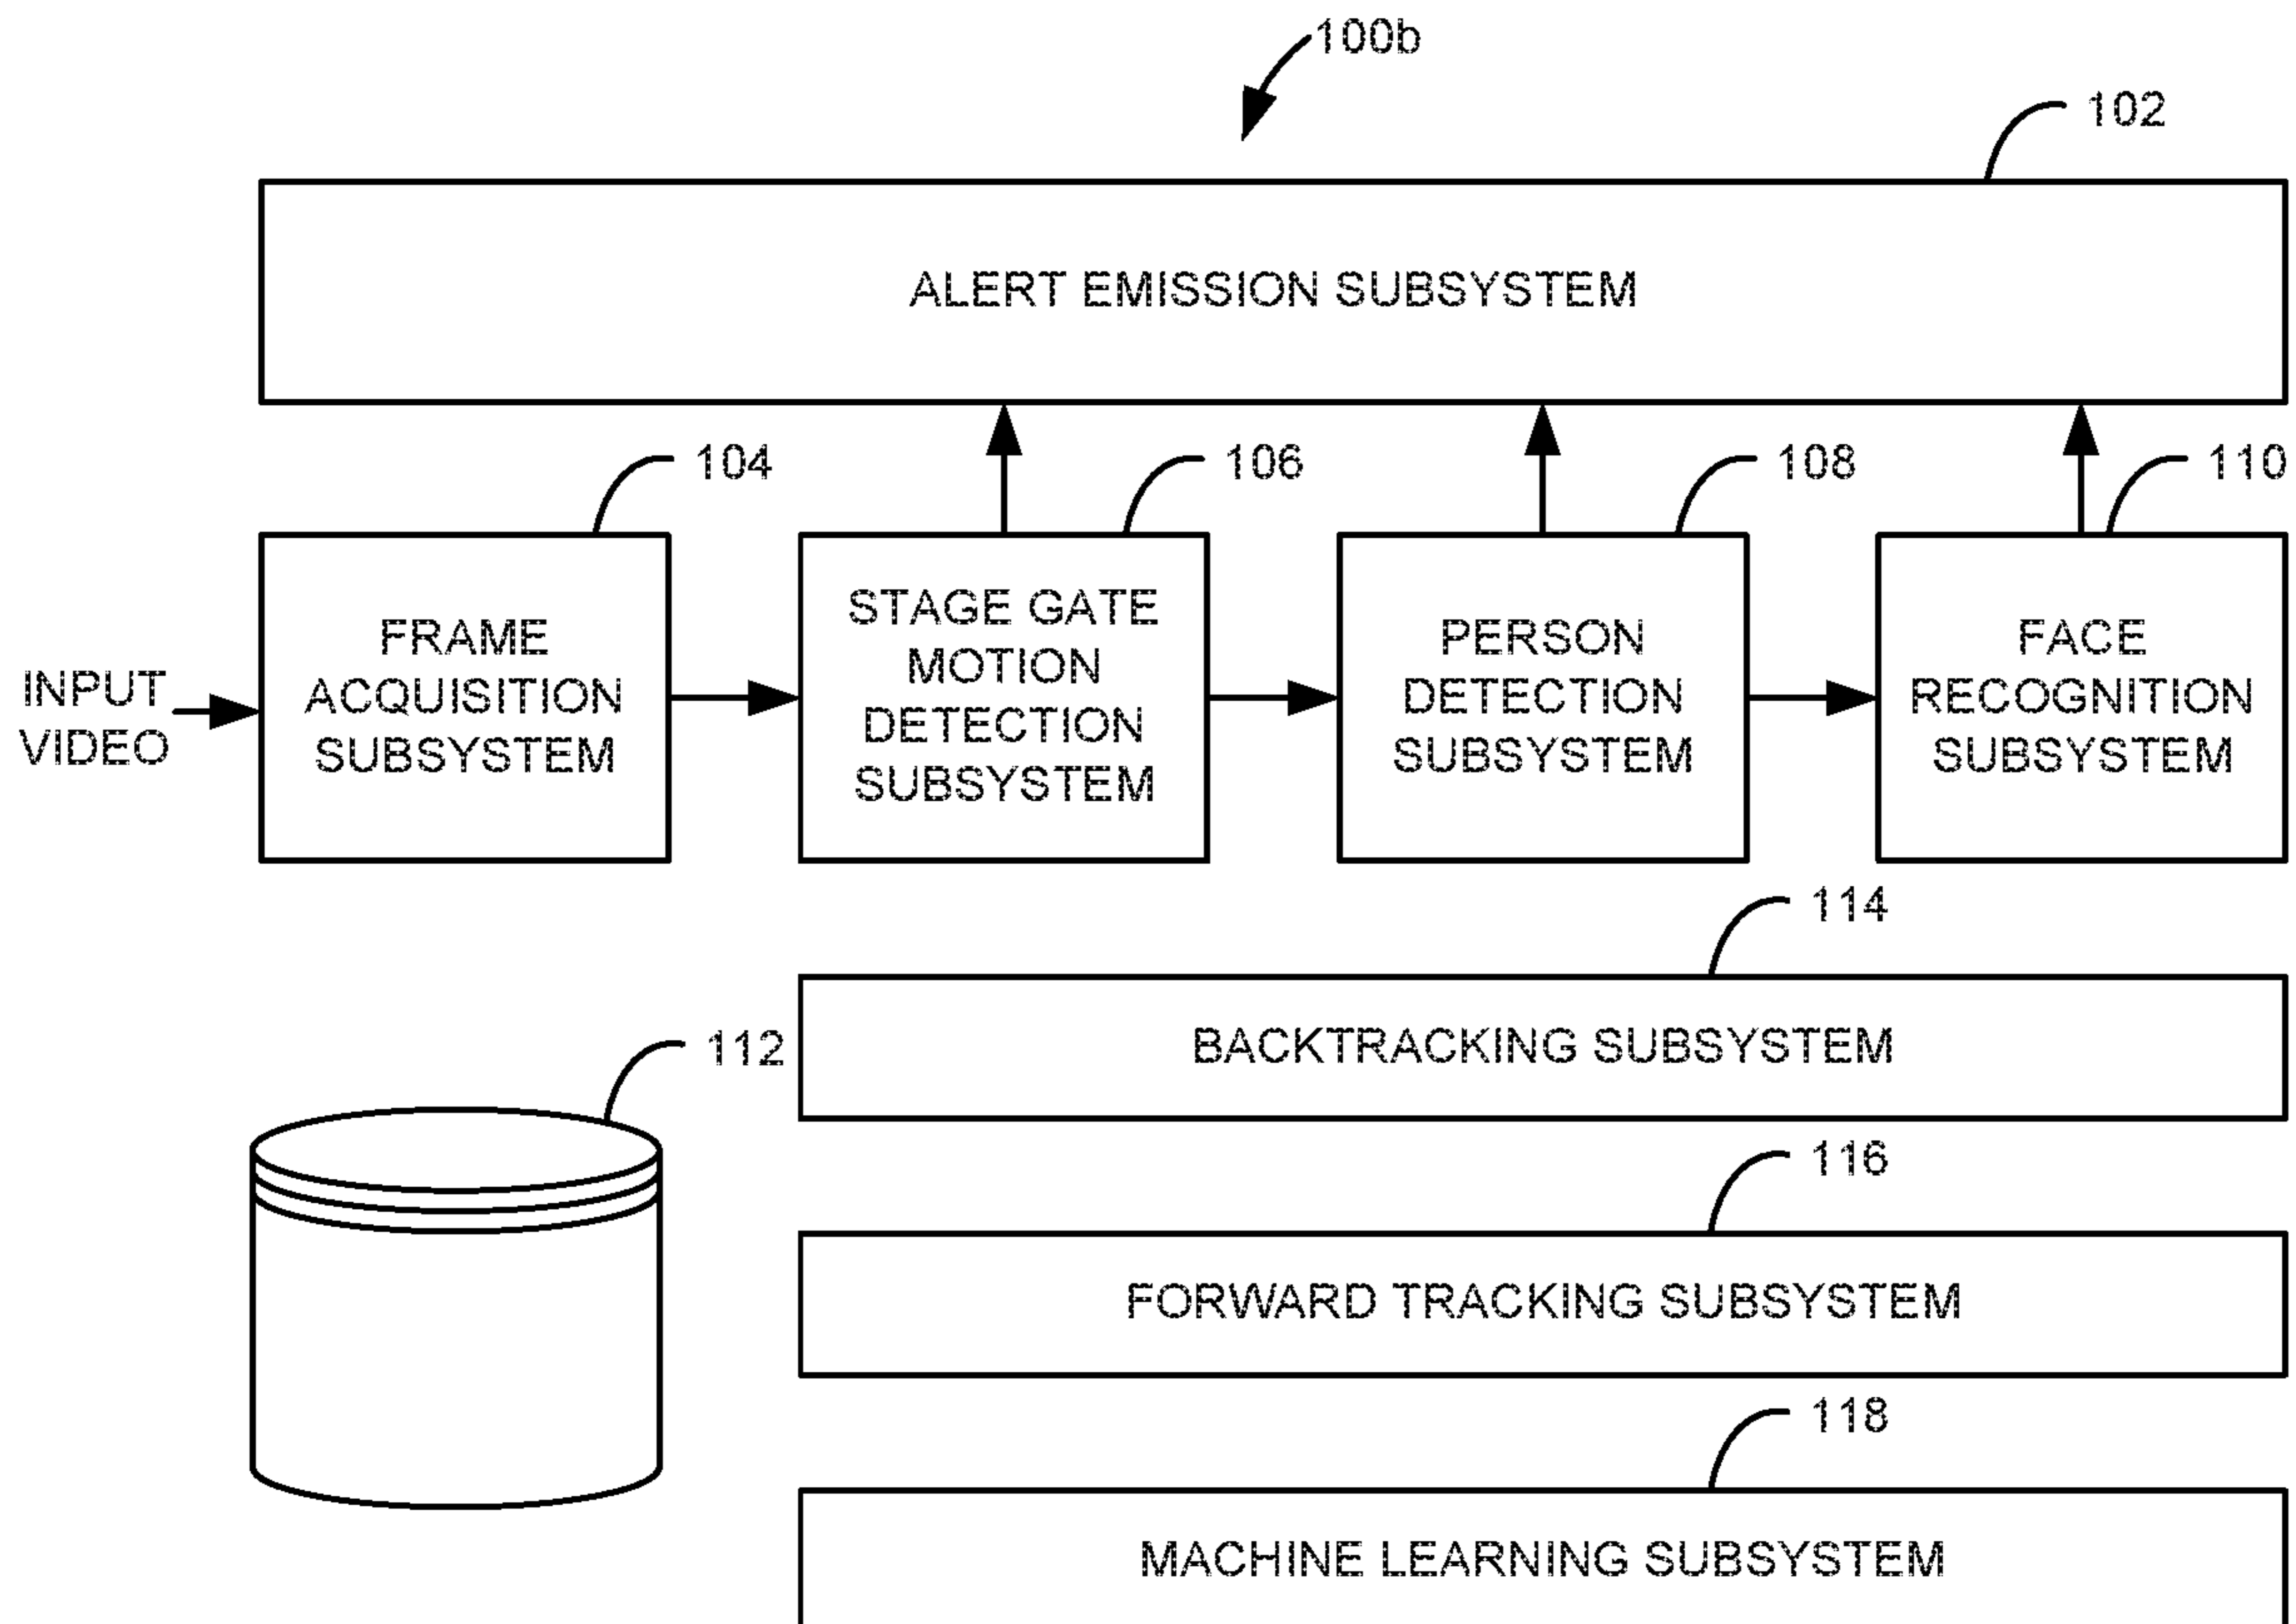 100b
102
ALERT EMISSION SUBSYSTEM
104
106
108
110
INPUT
VIDEO
FRAME
ACQUISITION
SUBSYSTEM
STAGE GATE
MOTION
DETECTION
SUBSYSTEM
PERSON
DETECTION
SUBSYSTEM
FACE
RECOGNITION
SUBSYSTEM
114
BACKTRACKING SUBSYSTEM
112
116
FORWARD TRACKING SUBSYSTEM
118
MACHINE LEARNING SUBSYSTEM